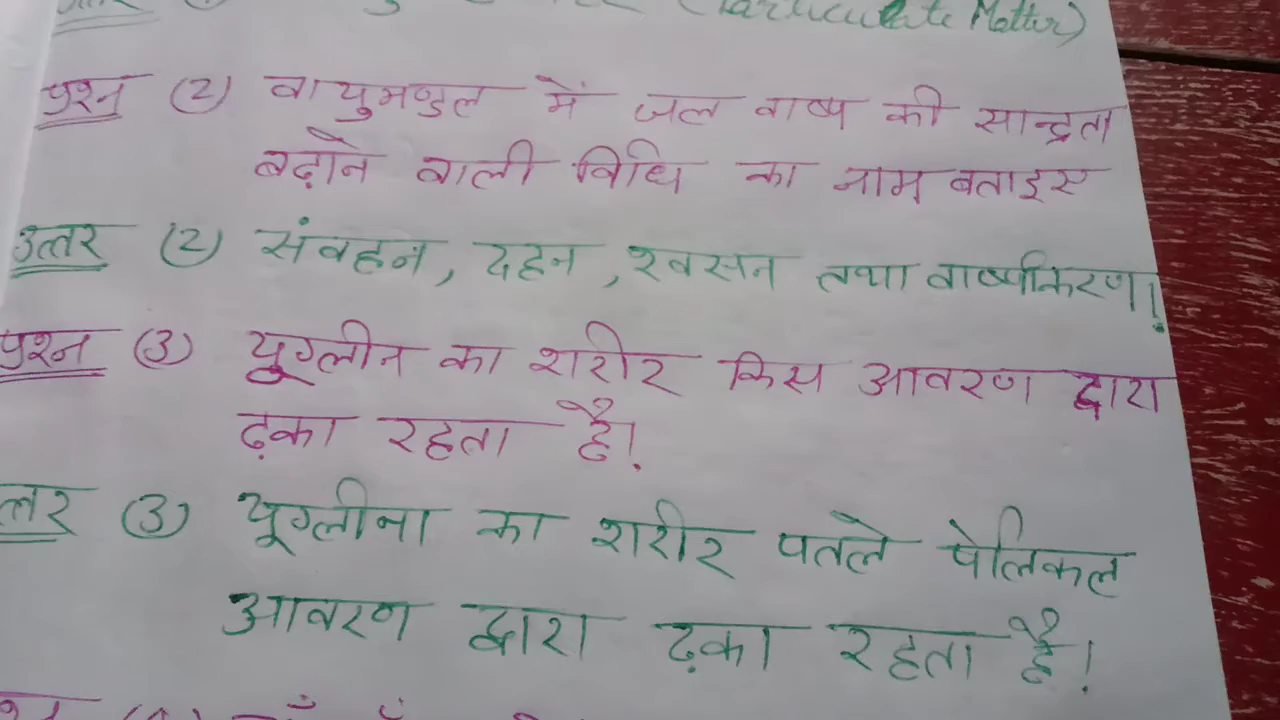 (Particulate Matter)
प्रश्न (2) वायुमण्डल में जल वाष्प की सान्द्रता
बढ़ाने वाली विधि का नाम बताइए
उत्तर (2) संवहन, दहन, श्वसन तथा वाष्पीकरण।
प्रश्न (3) यूग्लीन का शरीर किस आवरण द्वारा
ढ़का रहता है।
त्तर (3) यूग्लीना का शरीर पतले पेलिकल
आवरण द्वारा ढ़का रहता है।